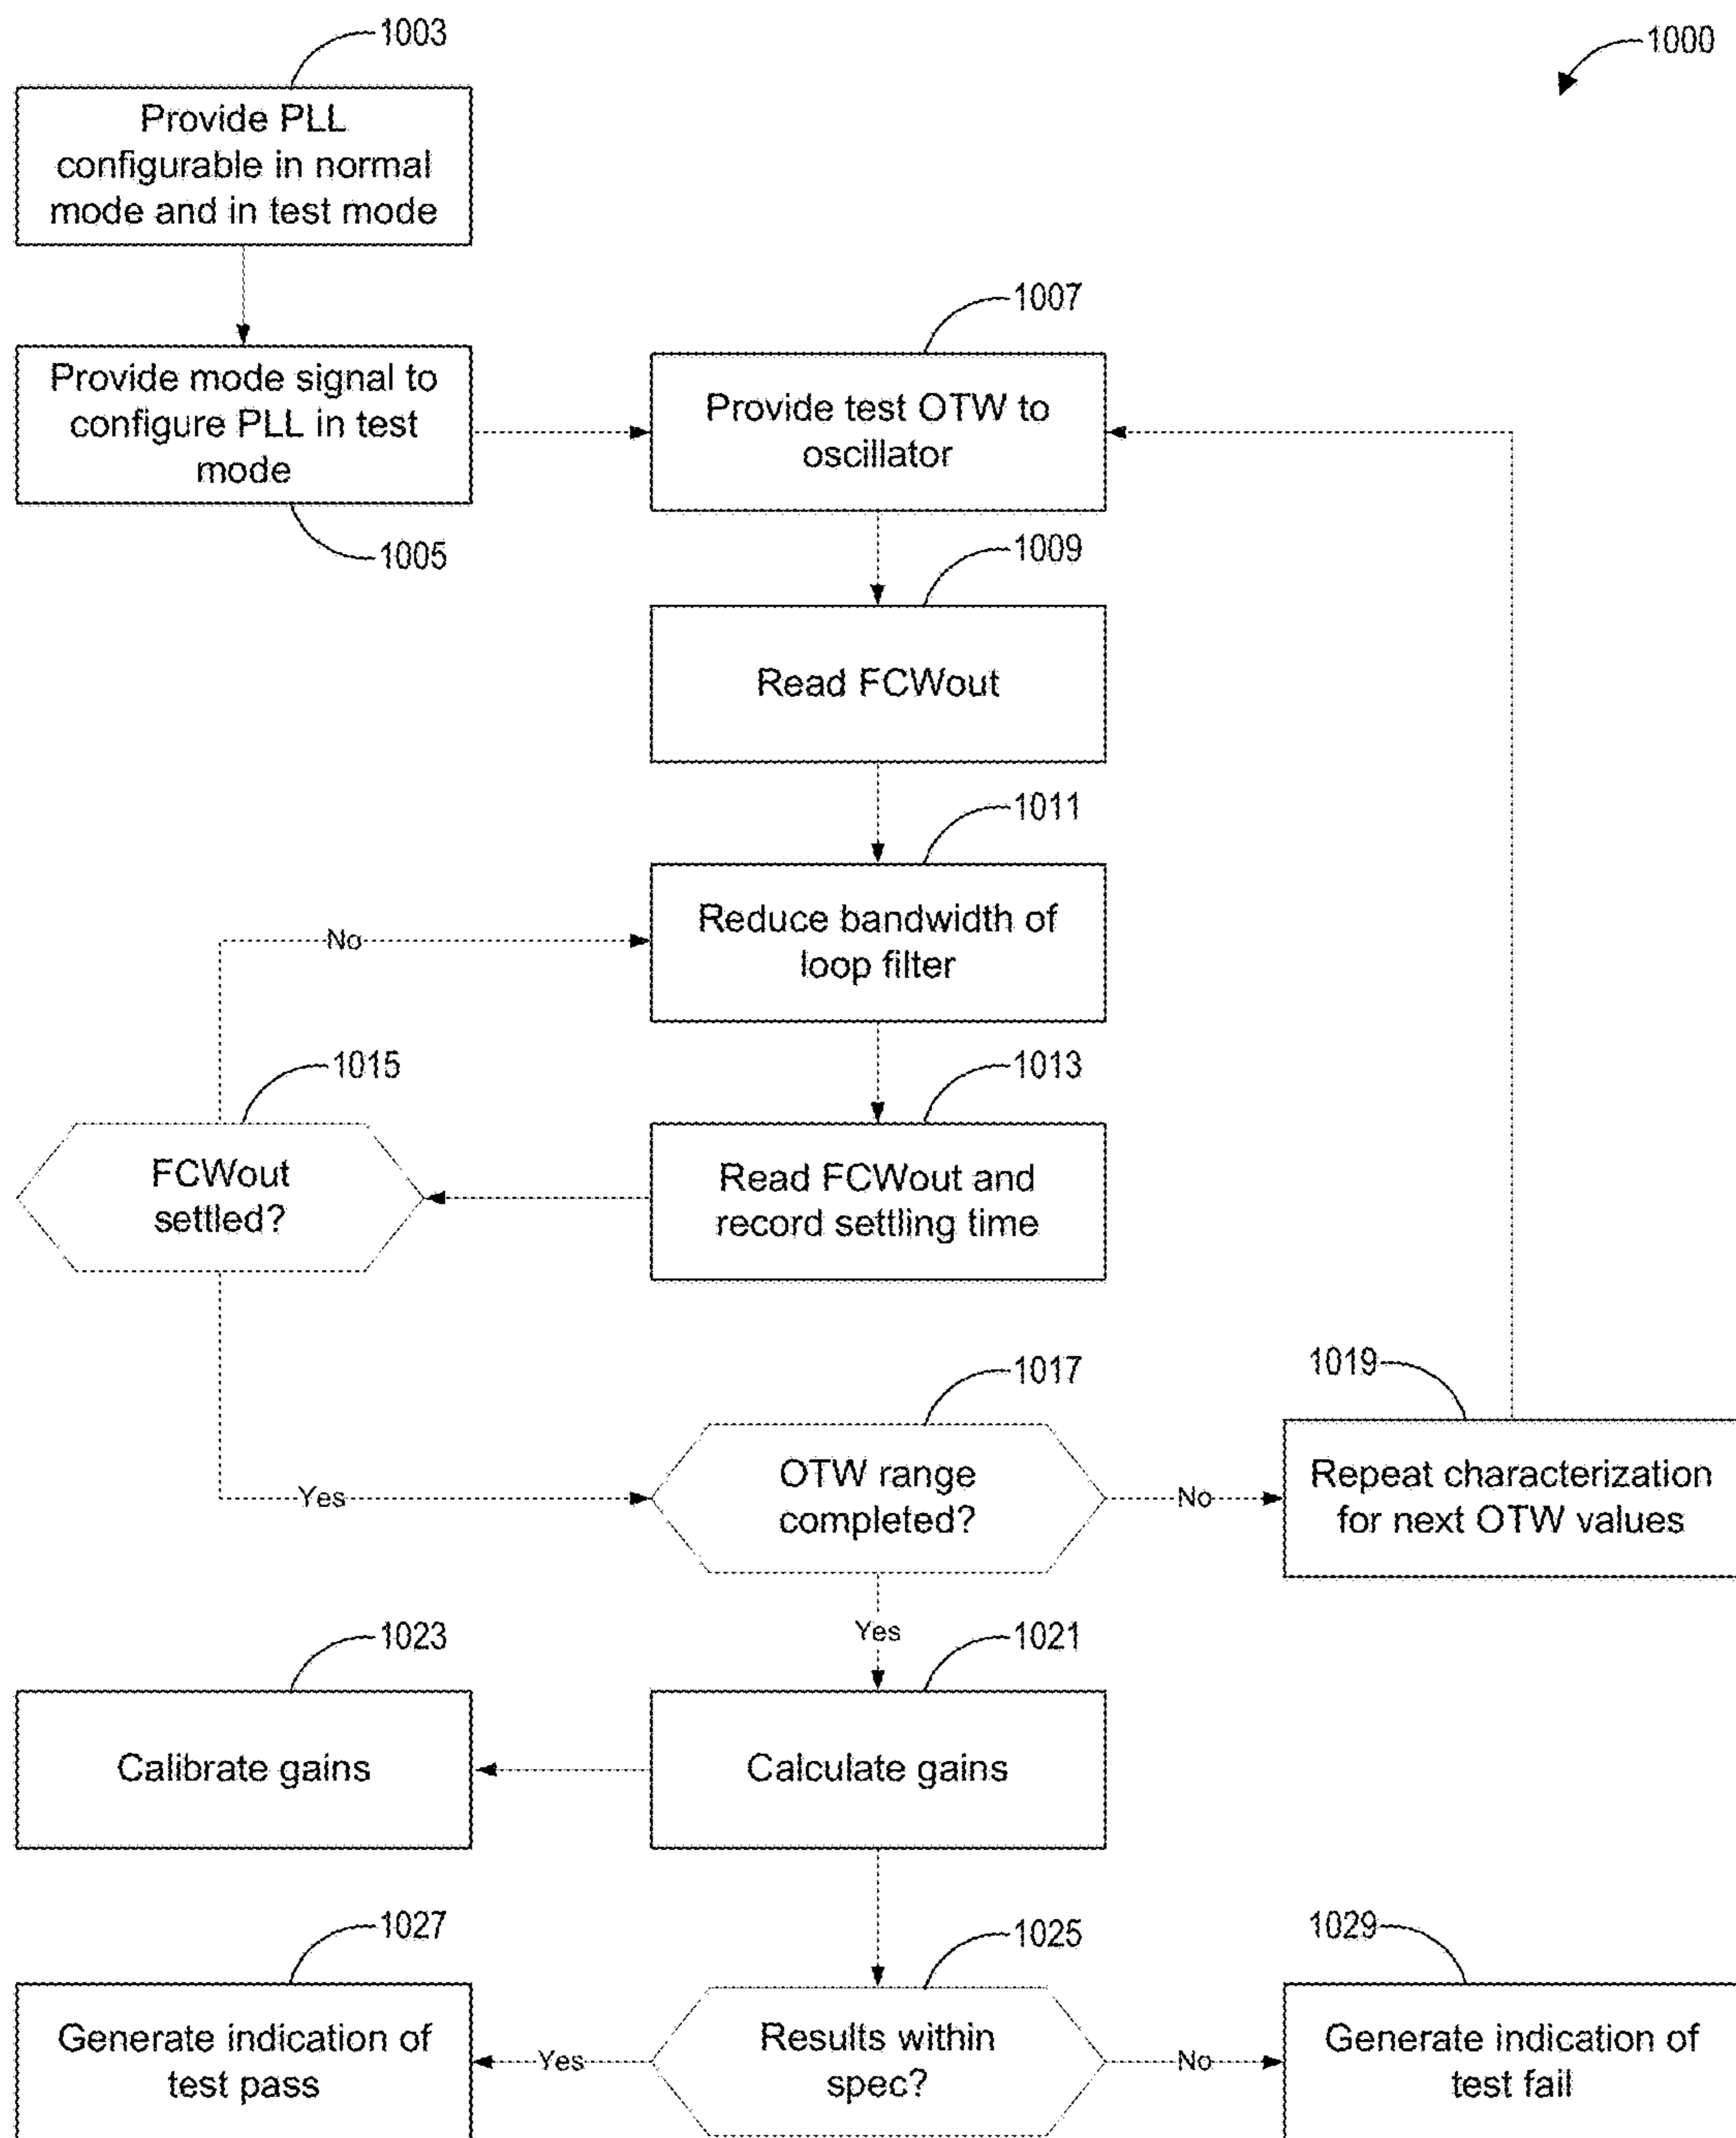 1003
1000
Provide PLL
configurable in normal
mode and in test mode
1007
Provide mode signal to
configure PLL in test
mode
Provide test OTW to
oscillator
1005
1009
Read FCWout
1011
Reduce bandwidth of
loop filter
No
1015
1013
FCWout
settled?
Read FCWout and
record settling time
1017
1019
Yes
OTW range
completed?
No
Repeat characterization
for next OTW values
1023
Yes
1021
Calibrate gains
Calculate gains
1027
1025
1029
Generate indication of
test pass
Yes
Results within
spec?
No
Generate indication of
test fail